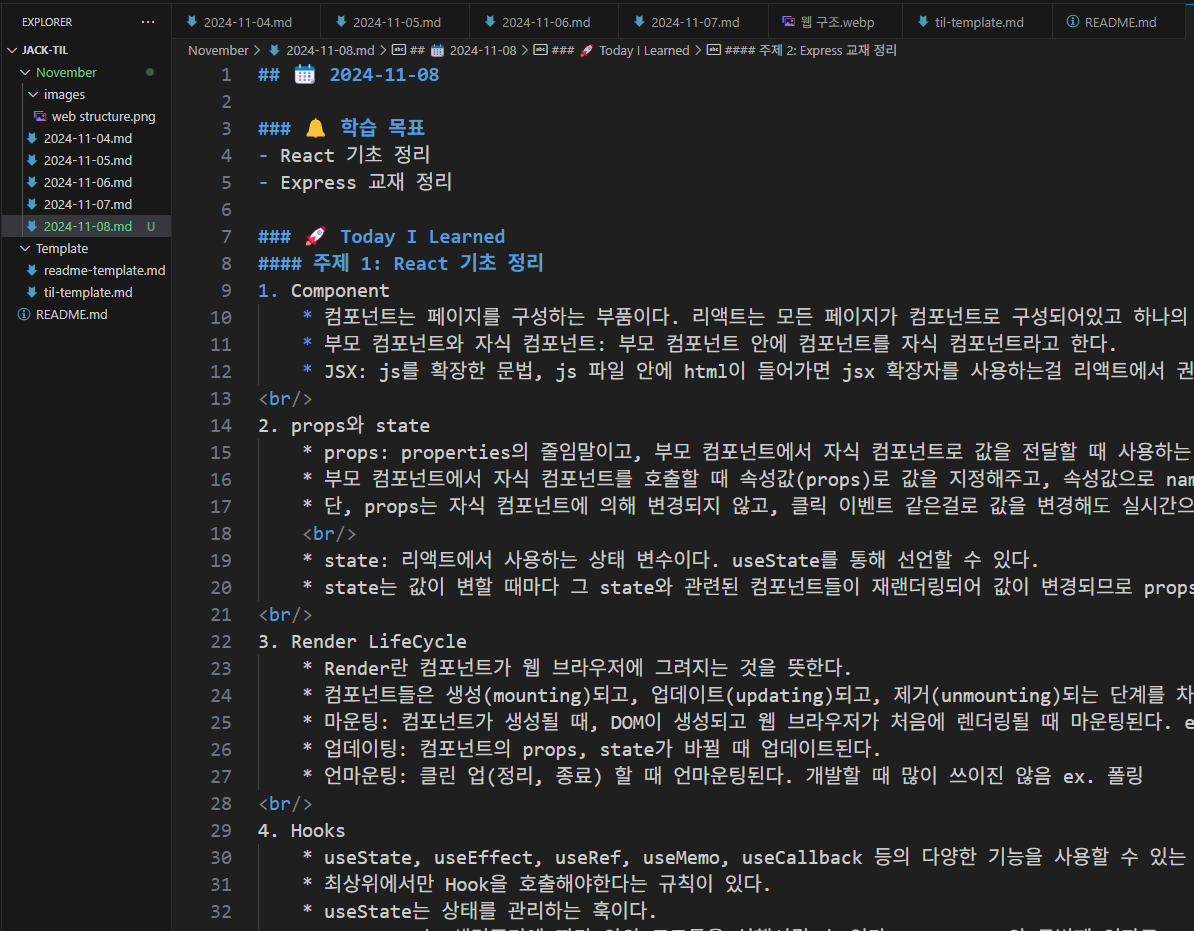 EXPLORER ···
2024-11-04.md 2024-11-05.md 2024-11-06.md 2024-11-07.md 웹 구조.webp til-template.md README.md
JACK-TIL
November
images
web structure.png
2024-11-04.md
2024-11-05.md
2024-11-06.md
2024-11-07.md
2024-11-08.md U
Template
readme-template.md
til-template.md
README.md
November > 2024-11-08.md > ## 📅 2024-11-08 > ### 🚀 Today I Learned > #### 주제 2: Express 교재 정리
1 ## 📅 2024-11-08
2
3 ### 🔔 학습 목표
4 - React 기초 정리
5 - Express 교재 정리
6
7 ### 🚀 Today I Learned
8 #### 주제 1: React 기초 정리
9 1. Component
10 * 컴포넌트는 페이지를 구성하는 부품이다. 리액트는 모든 페이지가 컴포넌트로 구성되어있고 하나의
11 * 부모 컴포넌트와 자식 컴포넌트: 부모 컴포넌트 안에 컴포넌트를 자식 컴포넌트라고 한다.
12 * JSX: js를 확장한 문법, js 파일 안에 html이 들어가면 jsx 확장자를 사용하는걸 리액트에서 권
13 <br/>
14 2. props와 state
15 * props: properties의 줄임말이고, 부모 컴포넌트에서 자식 컴포넌트로 값을 전달할 때 사용하는
16 * 부모 컴포넌트에서 자식 컴포넌트를 호출할 때 속성값(props)로 값을 지정해주고, 속성값으로 nam
17 * 단, props는 자식 컴포넌트에 의해 변경되지 않고, 클릭 이벤트 같은걸로 값을 변경해도 실시간으
18 <br/>
19 * state: 리액트에서 사용하는 상태 변수이다. useState를 통해 선언할 수 있다.
20 * state는 값이 변할 때마다 그 state와 관련된 컴포넌트들이 재랜더링되어 값이 변경되므로 props
21 <br/>
22 3. Render LifeCycle
23 * Render란 컴포넌트가 웹 브라우저에 그려지는 것을 뜻한다.
24 * 컴포넌트들은 생성(mounting)되고, 업데이트(updating)되고, 제거(unmounting)되는 단계를 차
25 * 마운팅: 컴포넌트가 생성될 때, DOM이 생성되고 웹 브라우저가 처음에 렌더링될 때 마운팅된다. e
26 * 업데이팅: 컴포넌트의 props, state가 바뀔 때 업데이트된다.
27 * 언마운팅: 클린 업(정리, 종료) 할 때 언마운팅된다. 개발할 때 많이 쓰이진 않음 ex. 폴링
28 <br/>
29 4. Hooks
30 * useState, useEffect, useRef, useMemo, useCallback 등의 다양한 기능을 사용할 수 있는
31 * 최상위에서만 Hook을 호출해야한다는 규칙이 있다.
32 * useState는 상태를 관리하는 훅이다.